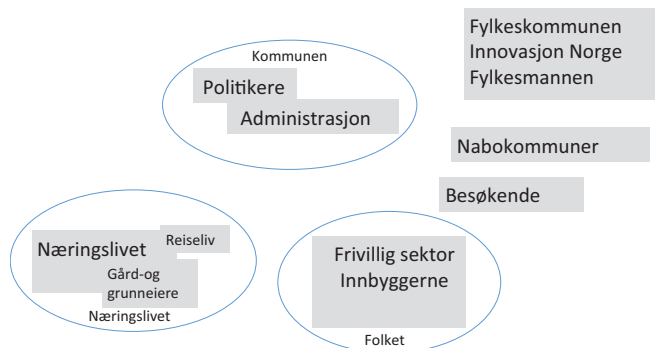 Fylkeskommunen
Innovasjon Norge
Fylkesmannen
Kommunen
Politikere
Administrasjon
Nabokommuner
Besøkende
Næringslivet
Reiseliv
Gård-og
grunneiere
Næringslivet
Frivillig sektor
Innbyggerne
Folket